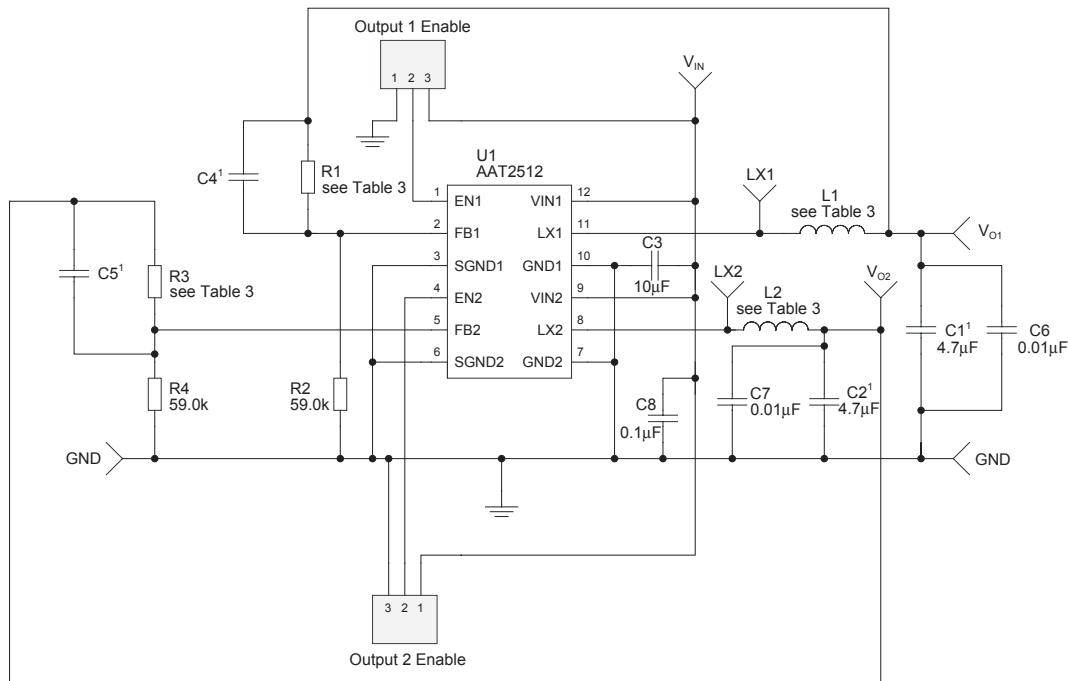 Output 1 Enable
1 2 3
V_IN
U1
AAT2512
C4¹
R1
see Table 3
1 EN1
VIN1 12
2 FB1
LX1 11
3 SGND1
GND1 10
4 EN2
VIN2 9
5 FB2
LX2 8
6 SGND2
GND2 7
LX1
L1
see Table 3
V_O1
C3
10µF
LX2
L2
see Table 3
V_O2
C5¹
R3
see Table 3
C1¹
4.7µF
C6
0.01µF
R4
59.0k
R2
59.0k
C8
0.1µF
C7
0.01µF
C2¹
4.7µF
GND
GND
3 2 1
Output 2 Enable